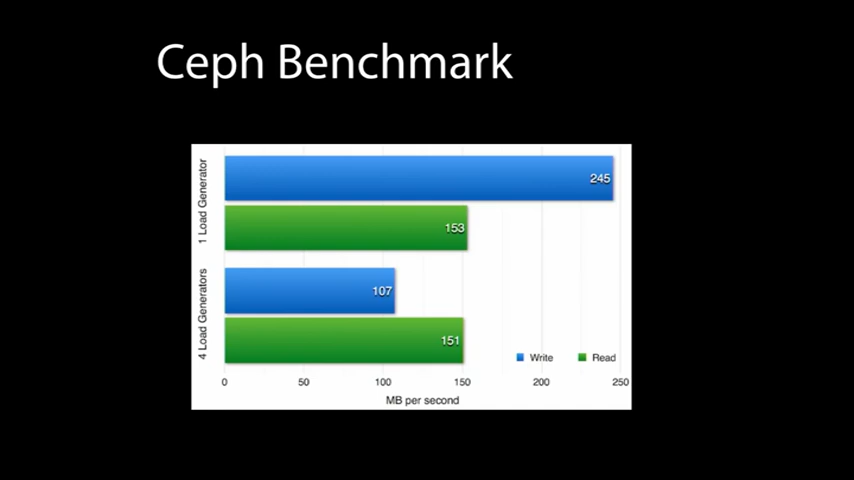 Ceph Benchmark
1 Load Generator
245
153
4 Load Generators
107
151
Write Read
0 50 100 150 200 250
MB per second